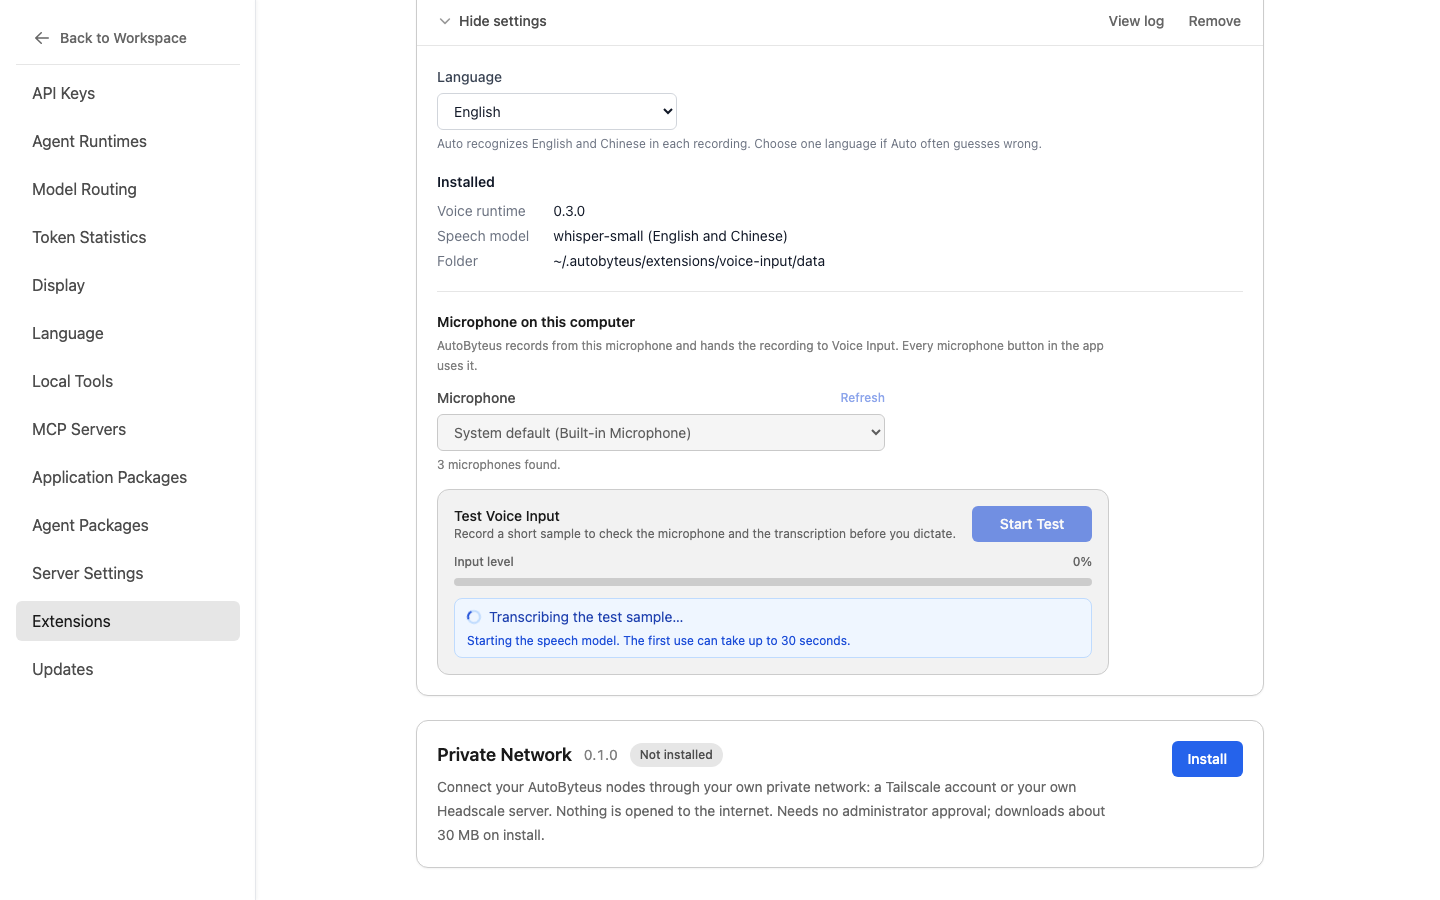 Back to Workspace
API Keys
Agent Runtimes
Model Routing
Token Statistics
Display
Language
Local Tools
MCP Servers
Application Packages
Agent Packages
Server Settings
Extensions
Updates
Hide settings
View log
Remove
Language
English
Auto recognizes English and Chinese in each recording. Choose one language if Auto often guesses wrong.
Installed
Voice runtime 0.3.0
Speech model whisper-small (English and Chinese)
Folder ~/.autobyteus/extensions/voice-input/data
Microphone on this computer
AutoByteus records from this microphone and hands the recording to Voice Input. Every microphone button in the app
uses it.
Microphone
Refresh
System default (Built-in Microphone)
3 microphones found.
Test Voice Input
Record a short sample to check the microphone and the transcription before you dictate.
Start Test
Input level
0%
Transcribing the test sample...
Starting the speech model. The first use can take up to 30 seconds.
Private Network 0.1.0 Not installed
Install
Connect your AutoByteus nodes through your own private network: a Tailscale account or your own
Headscale server. Nothing is opened to the internet. Needs no administrator approval; downloads about
30 MB on install.